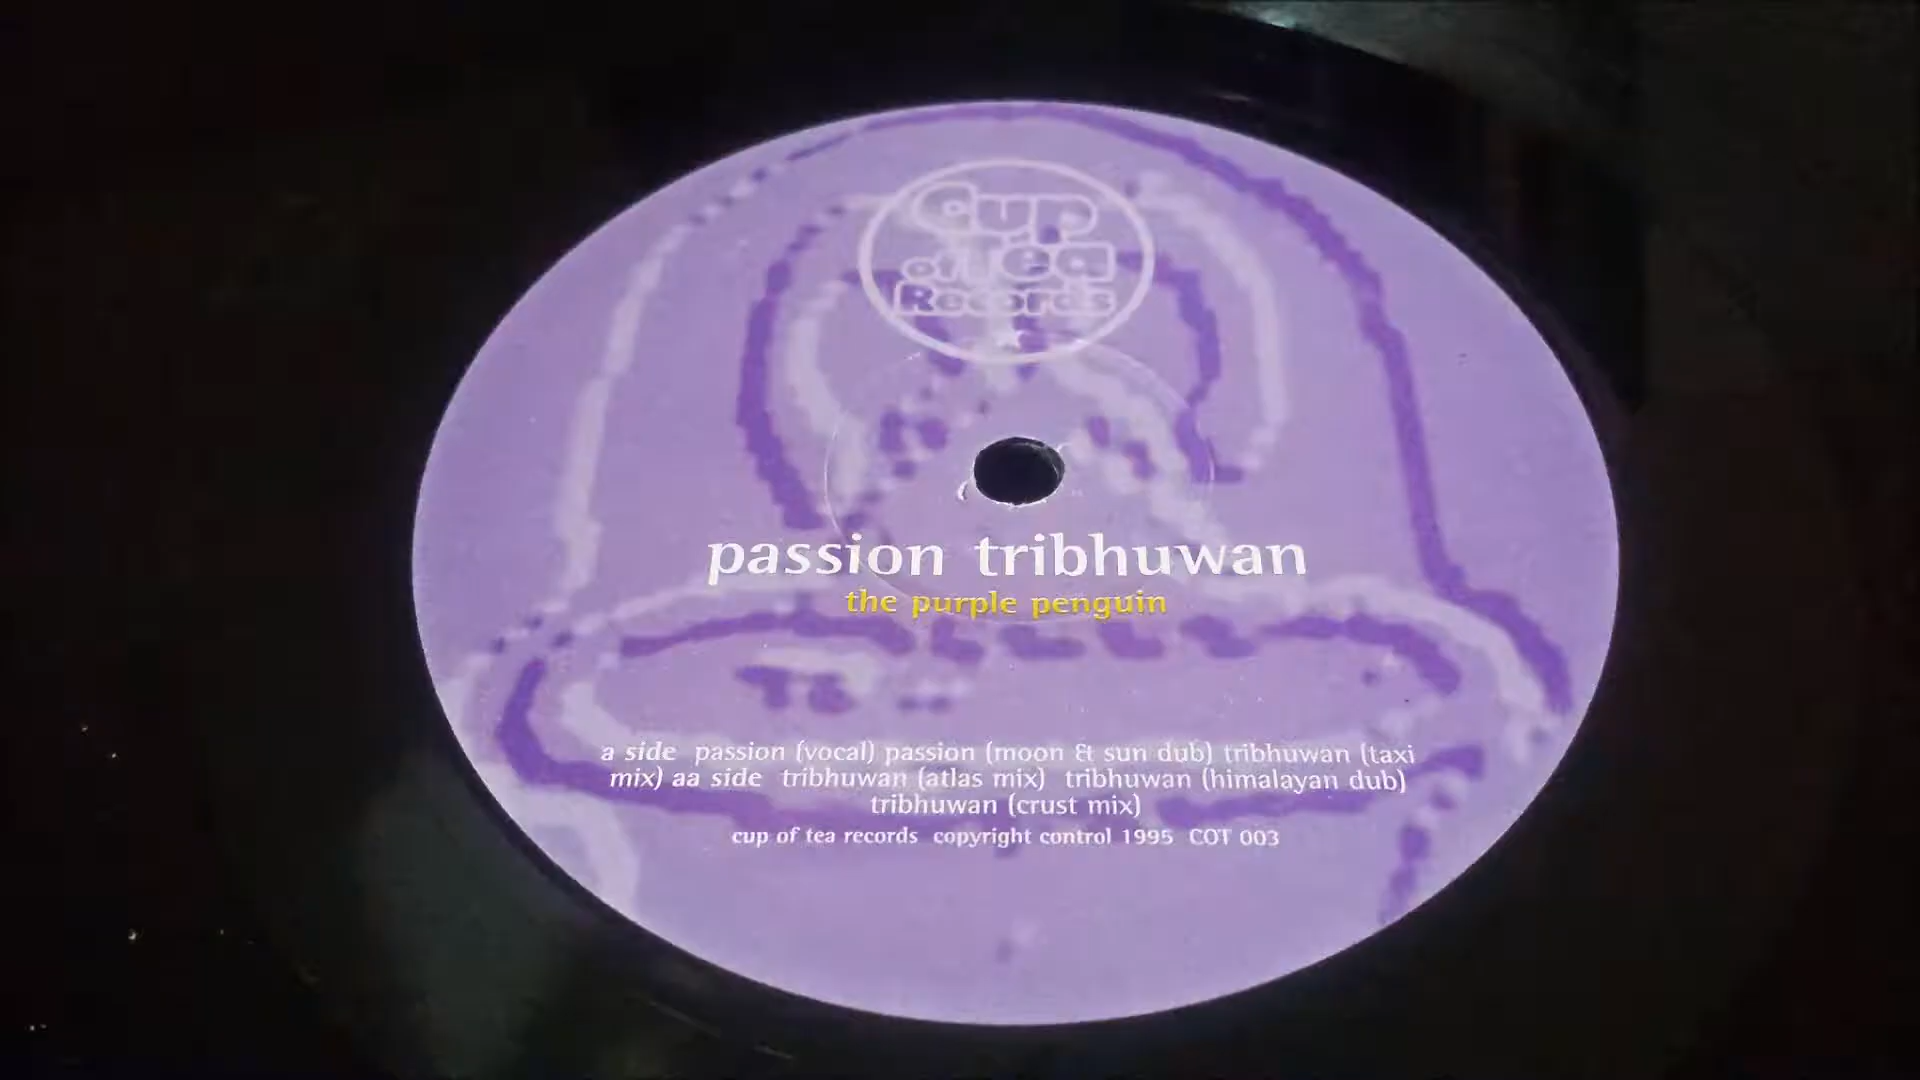 Cup
of Tea
Records
passion tribhuwan
the purple penguin
a side passion (vocal) passion (moon & sun dub) tribhuwan (taxi
mix) aa side tribhuwan (atlas mix) tribhuwan (himalayan dub)
tribhuwan (crust mix)
cup of tea records copyright control 1995 COT 003